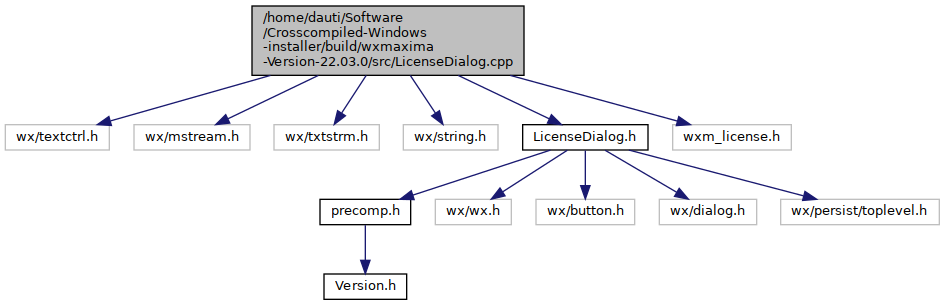 /home/dauti/Software
/Crosscompiled-Windows
-installer/build/wxmaxima
-Version-22.03.0/src/LicenseDialog.cpp
wx/textctrl.h
wx/mstream.h
wx/txtstrm.h
wx/string.h
LicenseDialog.h
wxm_license.h
precomp.h
wx/wx.h
wx/button.h
wx/dialog.h
wx/persist/toplevel.h
Version.h